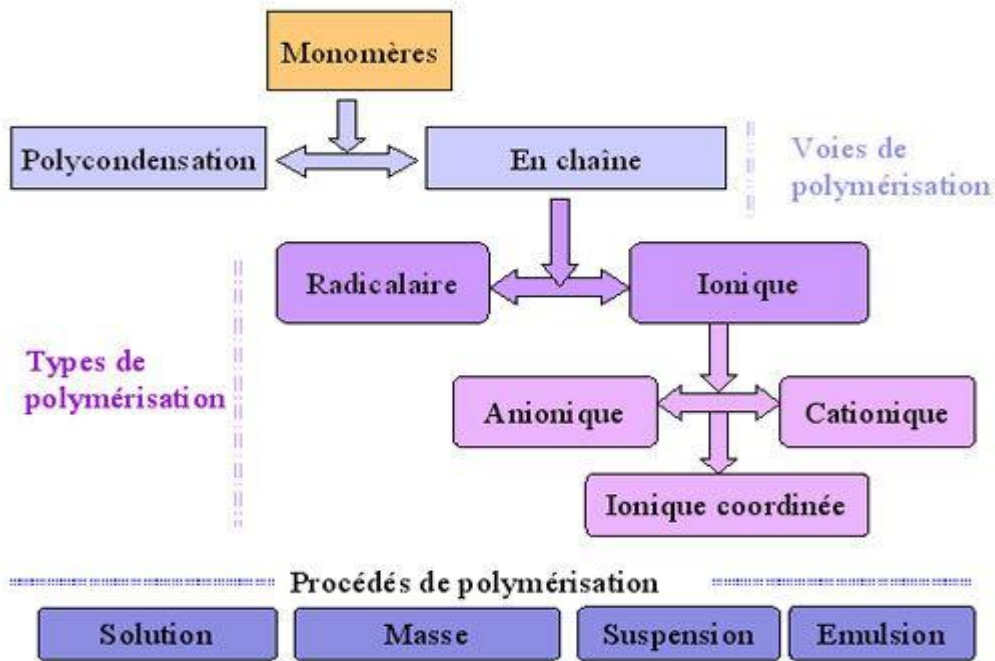 Monomères
Polycondensation
En chaîne
Voies de
polymérisation
Radicalaire
Ionique
Types de
polymérisation
Anionique
Cationique
Ionique coordinée
Procédés de polymérisation
Solution
Masse
Suspension
Emulsion